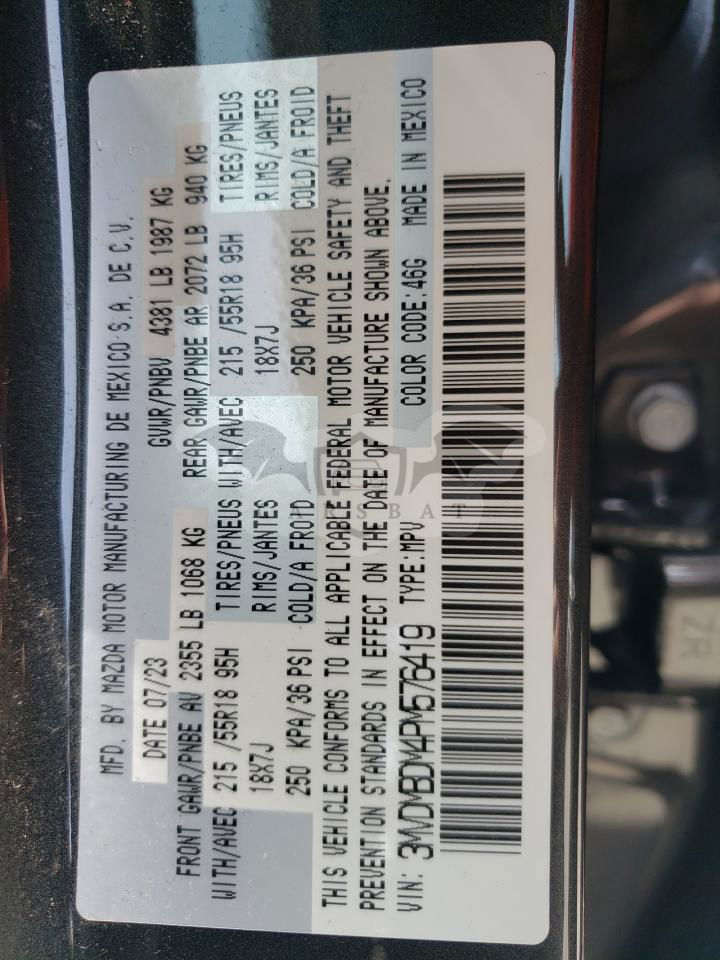 MFD. BY MAZDA MOTOR MANUFACTURING DE MEXICO S.A. DE C.V.
DATE 07/23 GVWR/PNBV 4381 LB 1987 KG
FRONT GAWR/PNBE AV 2355 LB 1068 KG REAR GAWR/PNBE AR 2072 LB 940 KG
WITH/AVEC 215 /55R18 95H TIRES/PNEUS WITH/AVEC 215 /55R18 95H TIRES/PNEUS
18X7J RIMS/JANTES 18X7J RIMS/JANTES
250 KPA/36 PSI COLD/A FROID 250 KPA/36 PSI COLD/A FROID
THIS VEHICLE CONFORMS TO ALL APPLICABLE FEDERAL MOTOR VEHICLE SAFETY AND THEFT
PREVENTION STANDARDS IN EFFECT ON THE DATE OF MANUFACTURE SHOWN ABOVE.
VIN: 3MVDMBDM4PM576419 TYPE:MPV COLOR CODE:46G MADE IN MEXICO
ZR